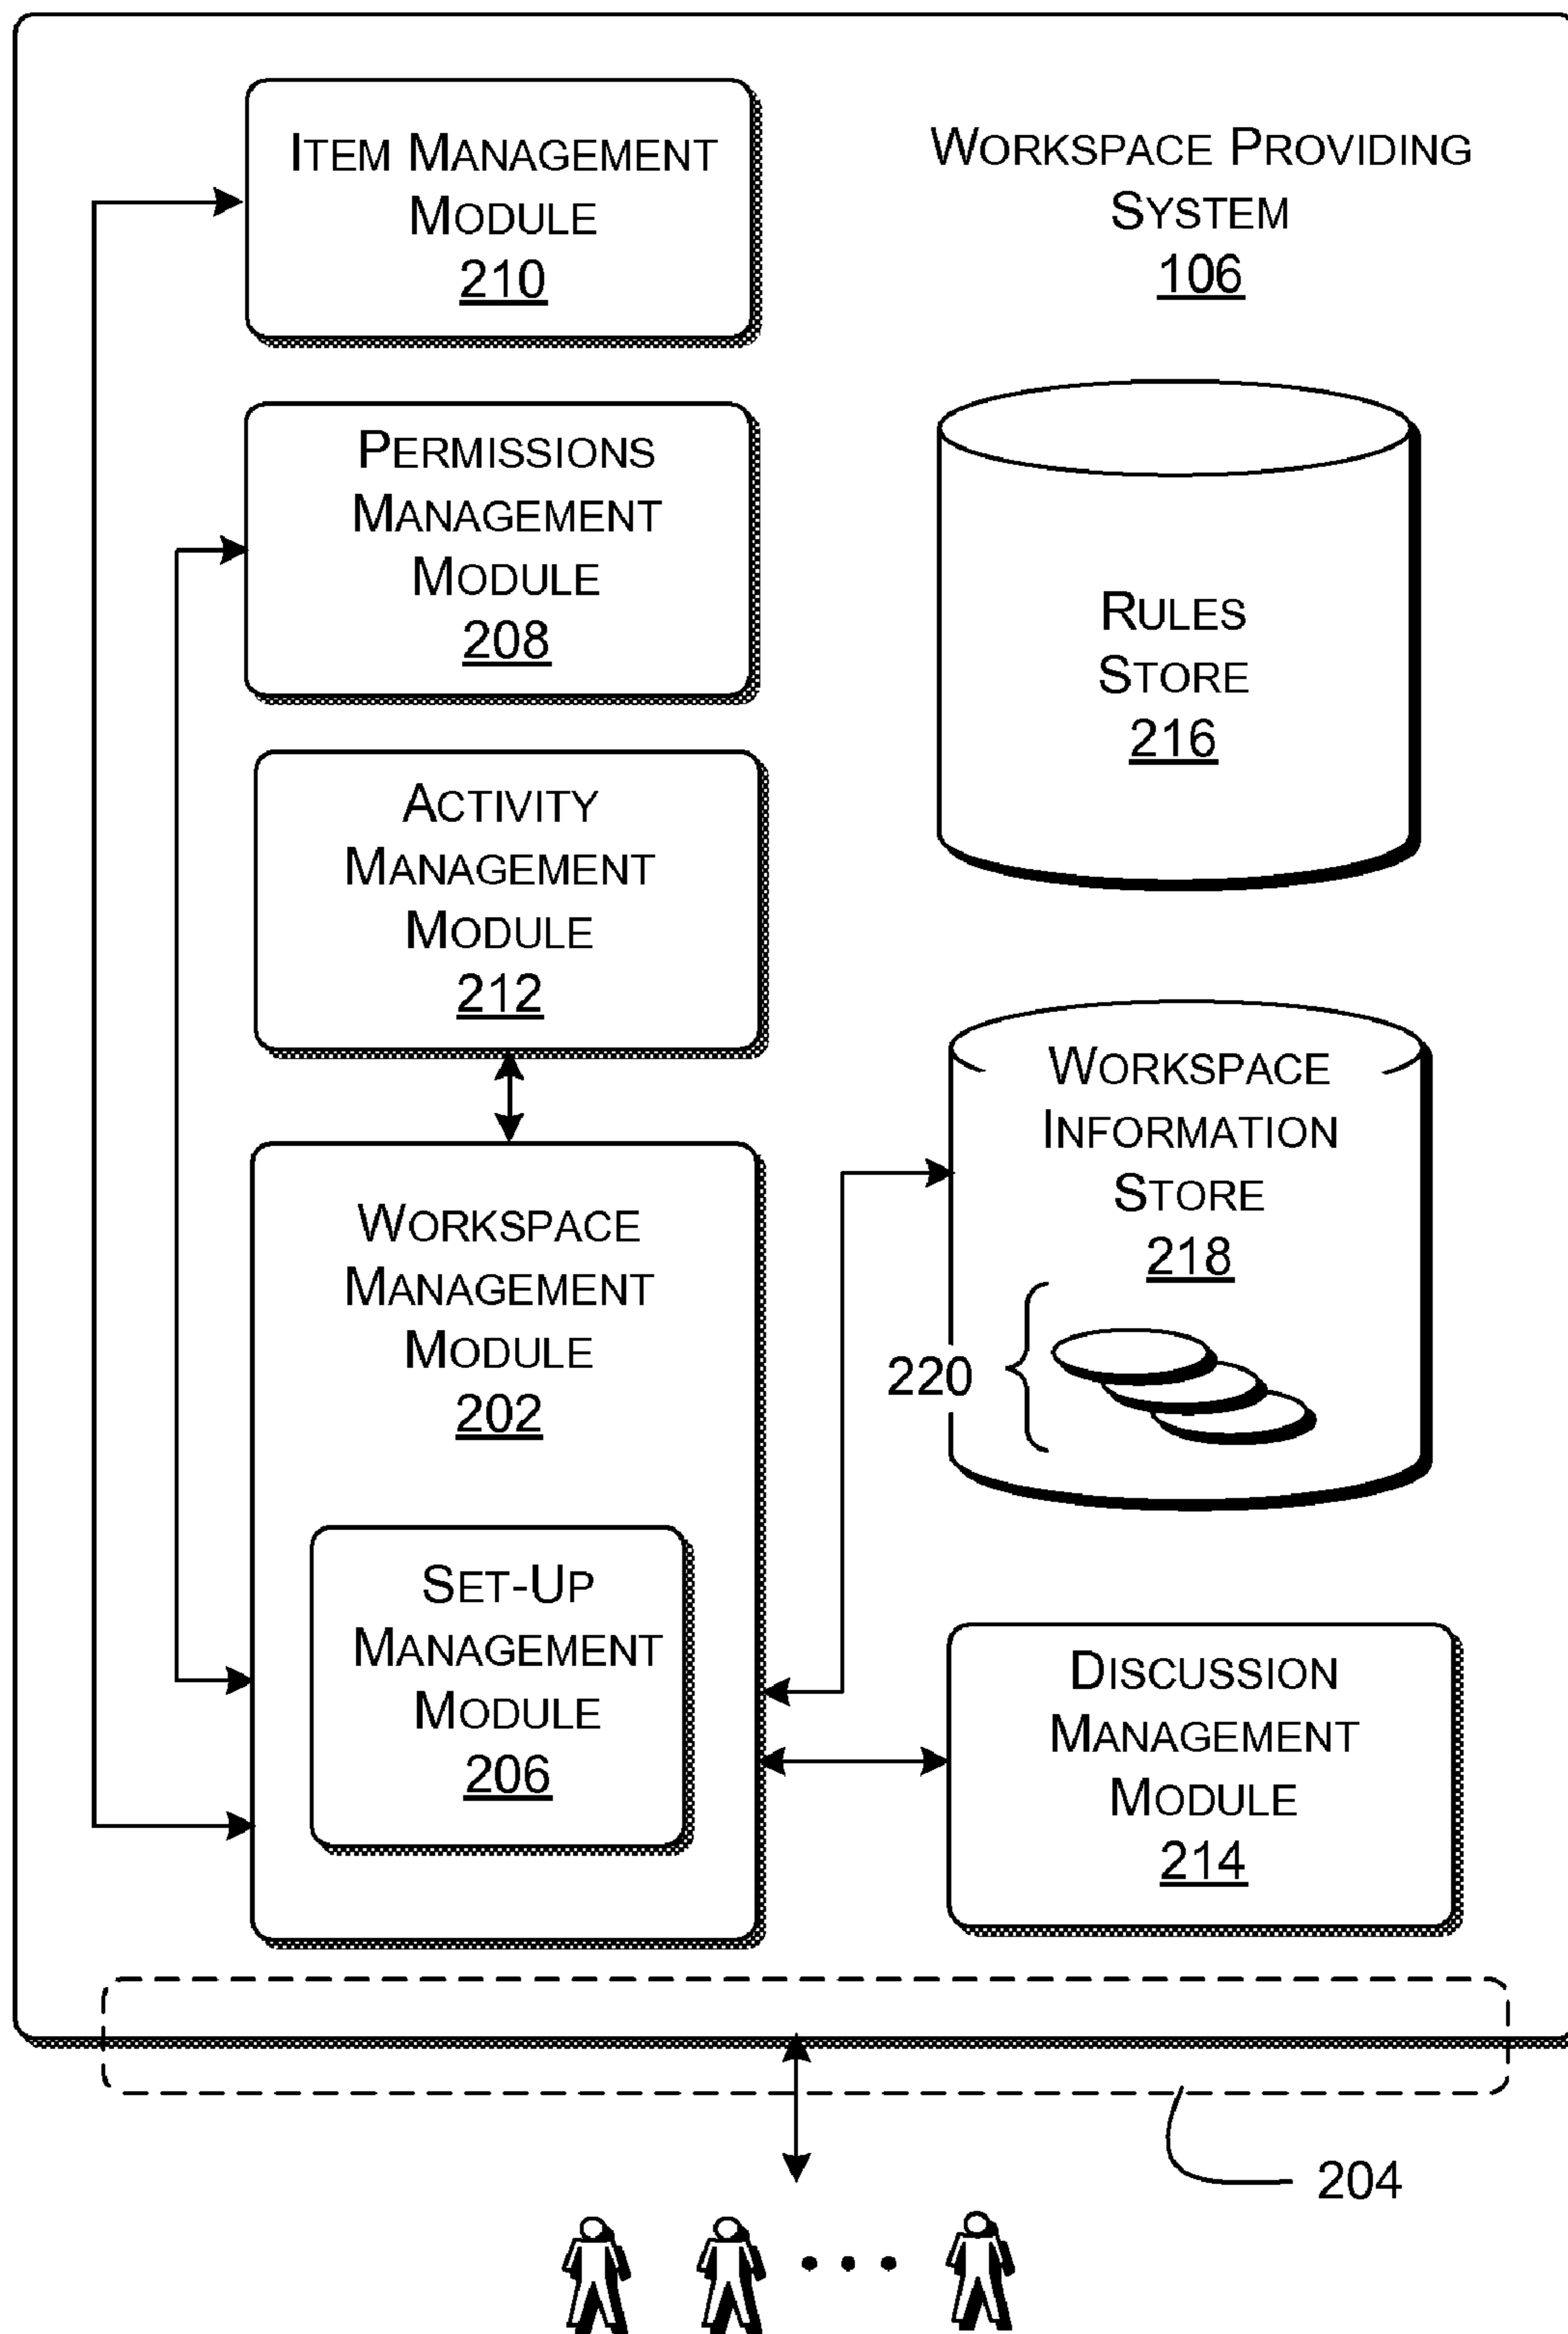 ITEM MANAGEMENT
MODULE
210
WORKSPACE PROVIDING
SYSTEM
106
PERMISSIONS
MANAGEMENT
MODULE
208
RULES
STORE
216
ACTIVITY
MANAGEMENT
MODULE
212
WORKSPACE
INFORMATION
STORE
218
220
WORKSPACE
MANAGEMENT
MODULE
202
SET-UP
MANAGEMENT
MODULE
206
DISCUSSION
MANAGEMENT
MODULE
214
204